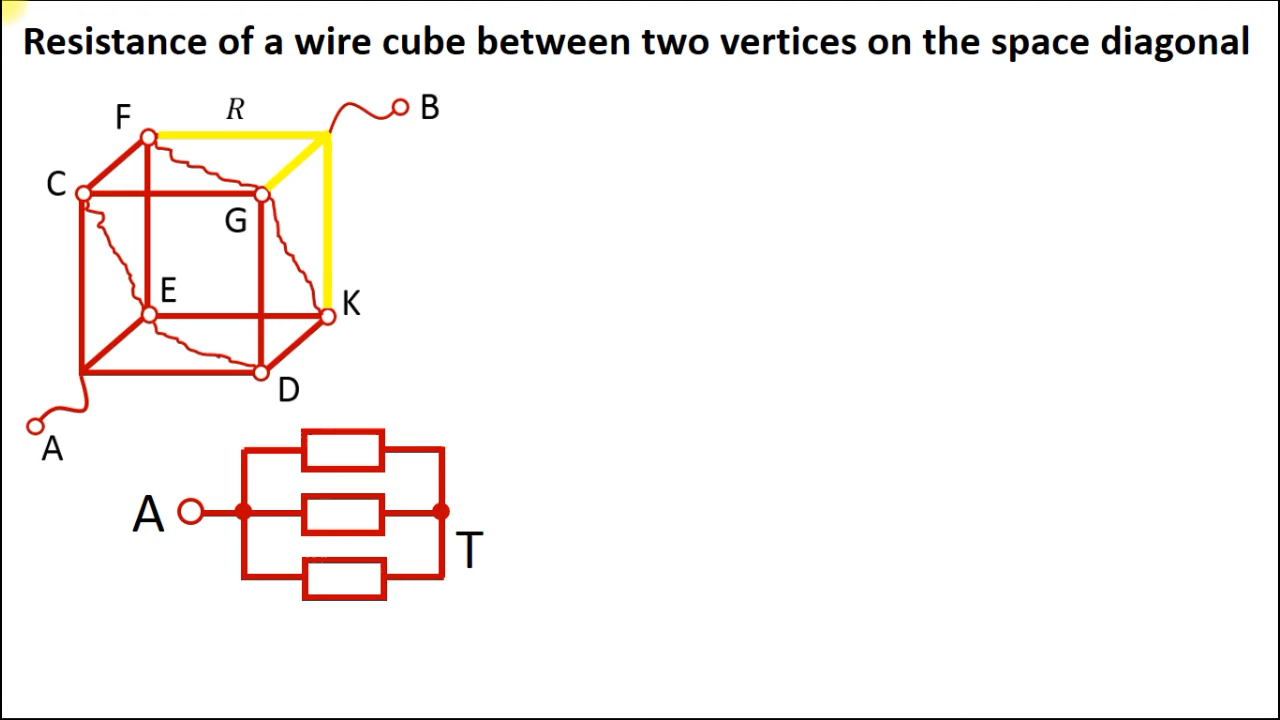 Resistance of a wire cube between two vertices on the space diagonal
F
R
B
C
G
E
K
D
A
A
T